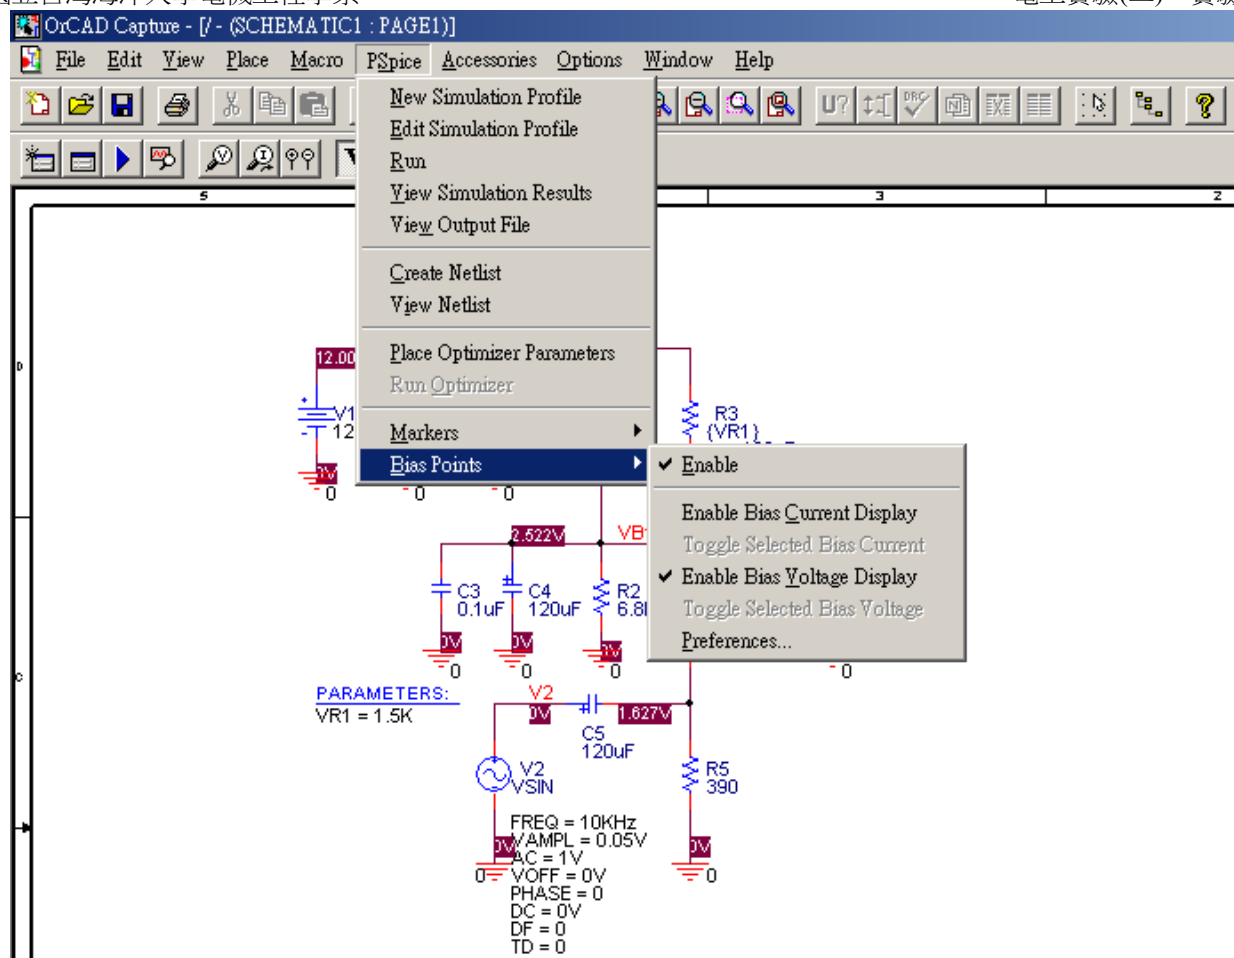 OrCAD Capture - [/ - (SCHEMATIC1 : PAGE1)]
File Edit View Place Macro PSpice Accessories Options Window Help
New Simulation Profile
Edit Simulation Profile
Run
View Simulation Results
View Output File
Create Netlist
View Netlist
Place Optimizer Parameters
Run Optimizer
Markers
Bias Points
Enable
Enable Bias Current Display
Toggle Selected Bias Current
Enable Bias Voltage Display
Toggle Selected Bias Voltage
Preferences...
U?
DRC
V
I
5
3
2
D
C
12.00
V1
12
0V
0
0
0
R3
{VR1}
2.522V
C3
0.1uF
C4
120uF
R2
0V
0V
0V
0
0
0
0
PARAMETERS:
VR1 = 1.5K
V2
0V
1.627V
C5
120uF
V2
VSIN
R5
390
FREQ = 10KHz
VAMPL = 0.05V
AC = 1V
VOFF = 0V
PHASE = 0
DC = 0V
DF = 0
TD = 0
0V
0
0V
0